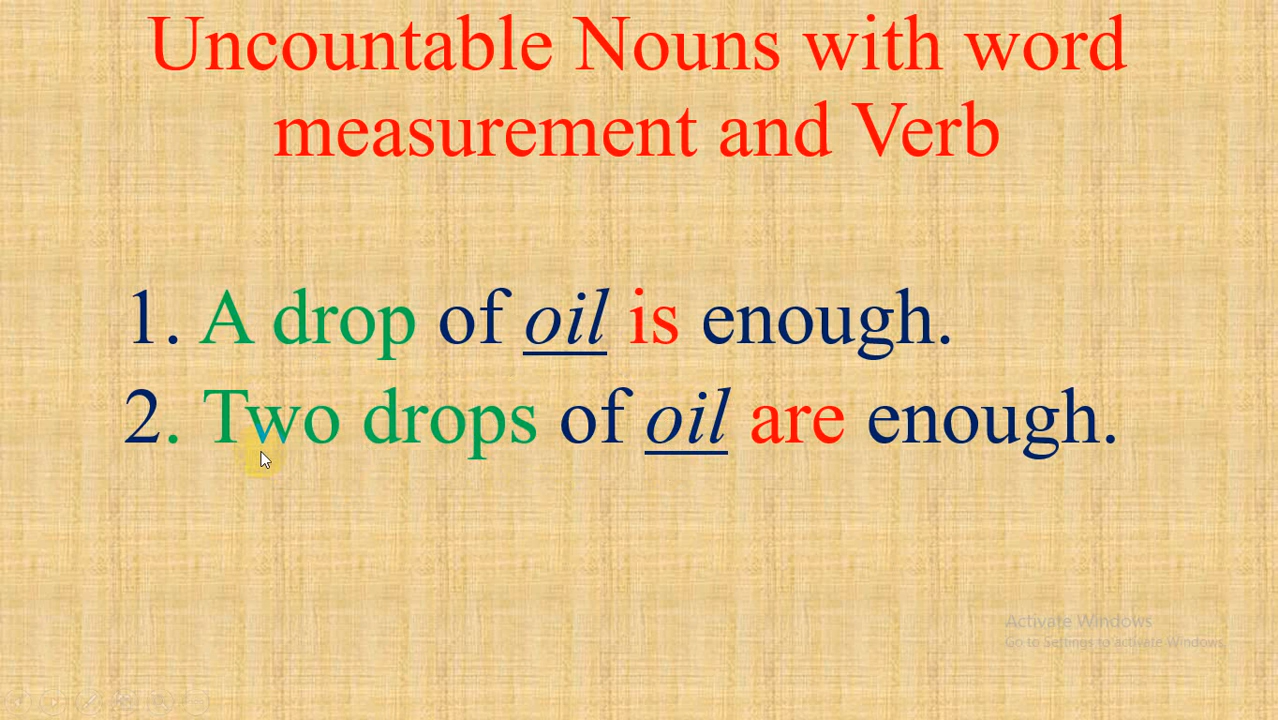 Uncountable Nouns with word
measurement and Verb
1. A drop of oil is enough.
2. Two drops of oil are enough.
Activate Windows
Go to Settings to activate Windows.